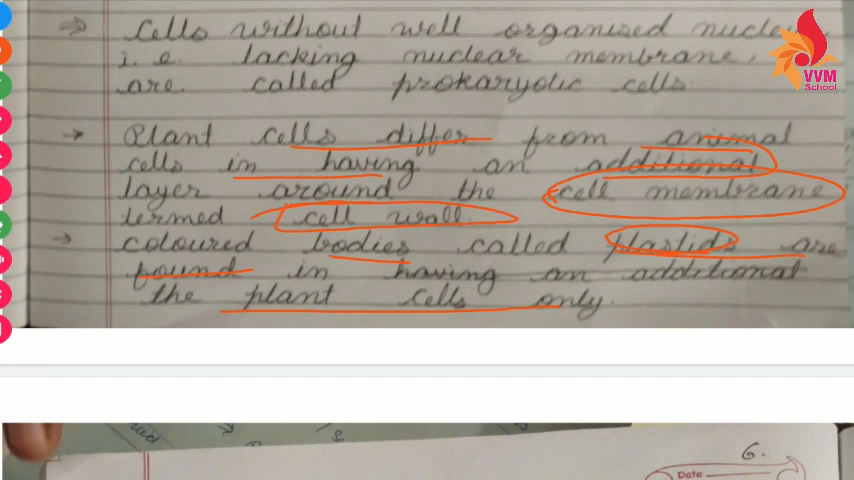 ⇒ Cells without well organised
i.e. lacking nuclear membrane,
are called prokaryotic cells.
→ Plant cells differ from animal
cells in having an additional
layer around the cell membrane
termed cell wall.
→ coloured bodies called plastids are
found in having an additional
the plant cells only.
VVM
School
6.
Date